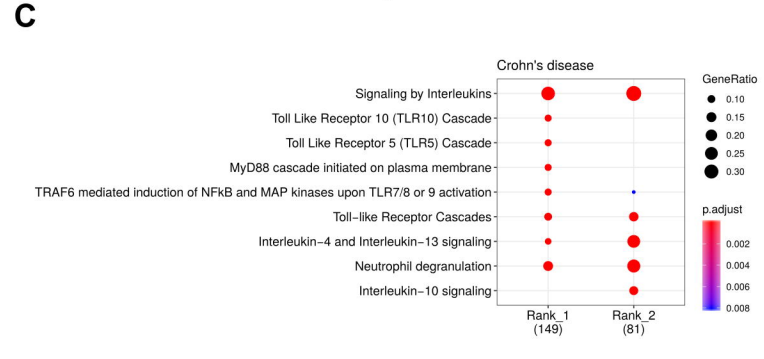 C
Crohn's disease
Signaling by Interleukins
Toll Like Receptor 10 (TLR10) Cascade
Toll Like Receptor 5 (TLR5) Cascade
MyD88 cascade initiated on plasma membrane
TRAF6 mediated induction of NFkB and MAP kinases upon TLR7/8 or 9 activation
Toll−like Receptor Cascades
Interleukin−4 and Interleukin−13 signaling
Neutrophil degranulation
Interleukin−10 signaling
Rank_1
(149)
Rank_2
(81)
GeneRatio
0.10
0.15
0.20
0.25
0.30
p.adjust
0.002
0.004
0.006
0.008